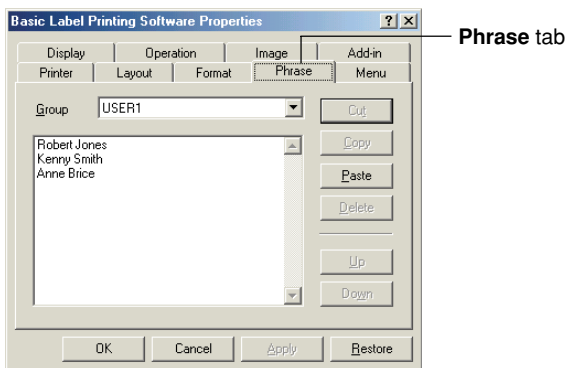 Basic Label Printing Software Properties
Phrase tab
Display Operation Image Add-in
Printer Layout Format Phrase Menu
Group USER1 Cut
Robert Jones Copy
Kenny Smith
Anne Brice Paste
Delete
Up
Down
OK Cancel Apply Restore